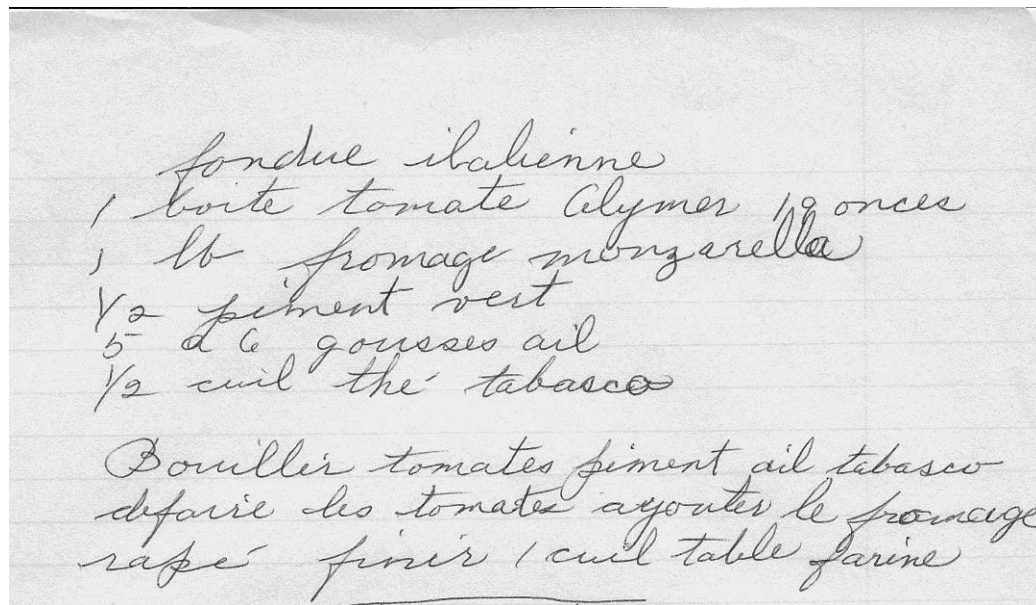 fondue italienne
1 boite tomate Alymer 19 onces
1 lb fromage monzarella
1/2 piment vert
5 a 6 gousses ail
1/2 cuil thé tabasco
Bouillir tomates piment ail tabasco
defaire les tomates ajouter le fromage
rapé finir 1 cuil table farine